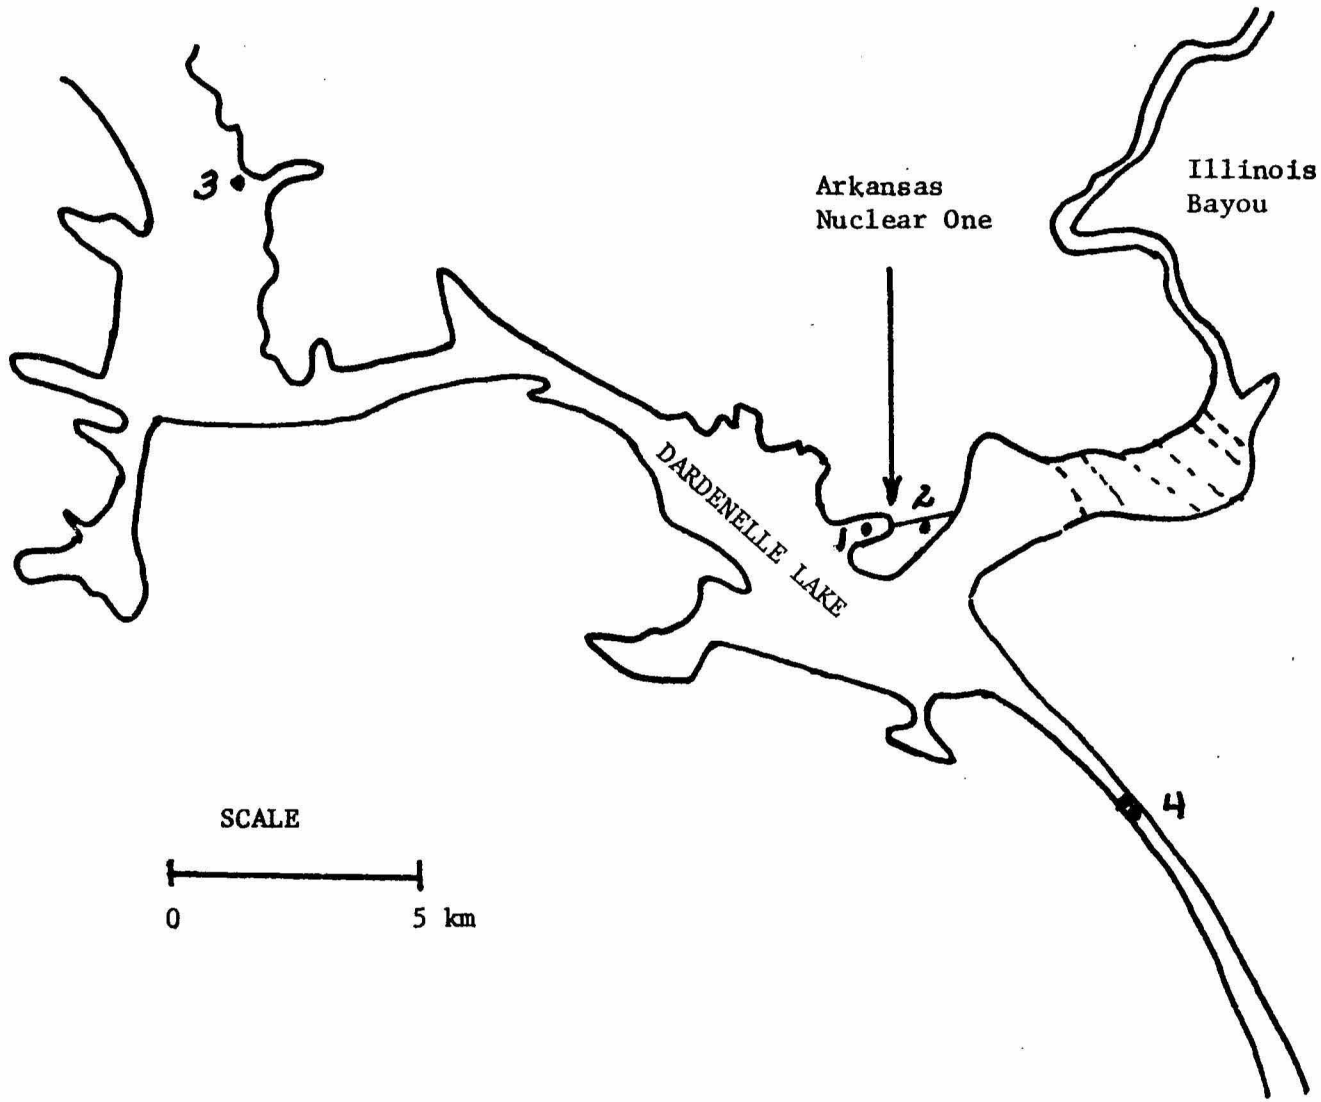 3
Arkansas
Nuclear One
Illinois
Bayou
2
1
DARDENELLE LAKE
4
SCALE
0
5 km